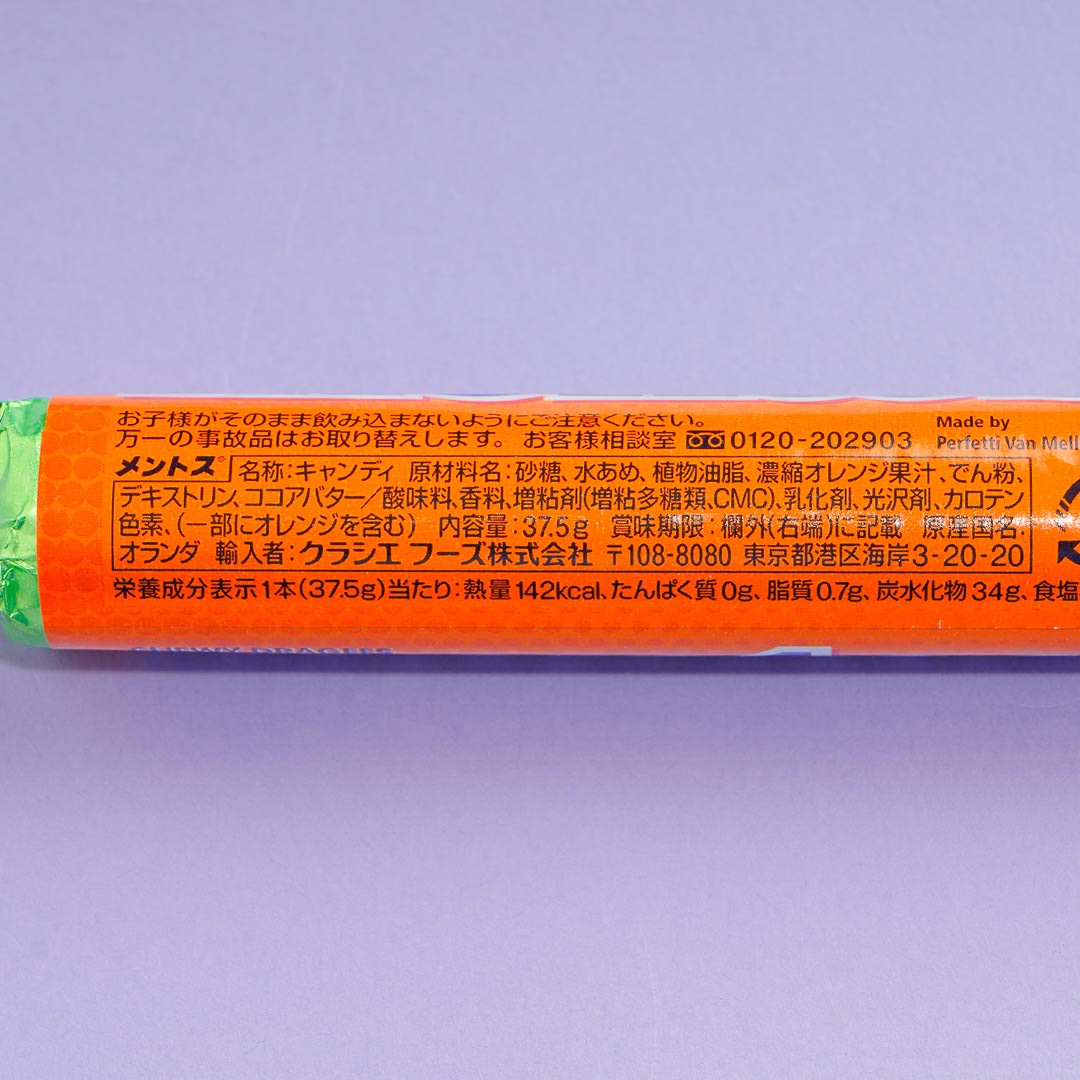 お子様がそのまま飲み込まないようにご注意ください。
万一の事故品はお取り替えします。 お客様相談室 0120-202903
Made by
Perfetti Van Mell
メントス® 名称:キャンディ 原材料名:砂糖、水あめ、植物油脂、濃縮オレンジ果汁、でん粉、
デキストリン、ココアバター/酸味料、香料、増粘剤(増粘多糖類、CMC)、乳化剤、光沢剤、カロテン
色素、(一部にオレンジを含む) 内容量:37.5g 賞味期限:欄外(右端)に記載 原産国名:
オランダ 輸入者:クラシエ フーズ株式会社 〒108-8080 東京都港区海岸3-20-20
栄養成分表示1本(37.5g)当たり:熱量142kcal、たんぱく質0g、脂質0.7g、炭水化物34g、食塩
CHEWY DRAGEES